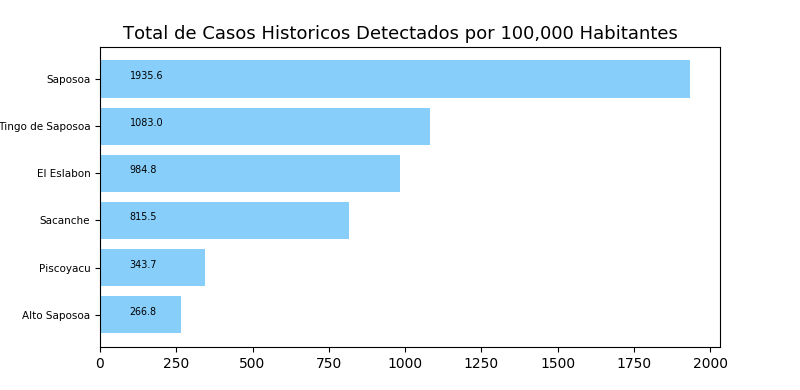 Total de Casos Historicos Detectados por 100,000 Habitantes
Saposoa 1935.6
Tingo de Saposoa 1083.0
El Eslabon 984.8
Sacanche 815.5
Piscoyacu 343.7
Alto Saposoa 266.8
0 250 500 750 1000 1250 1500 1750 2000